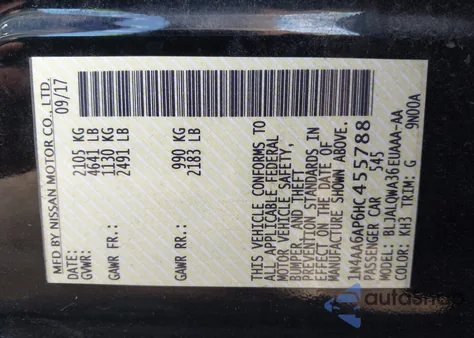 MFD BY NISSAN MOTOR CO., LTD.
DATE: 09/17
GVWR: 2105 KG
4641 LB
GAWR FR.: 1130 KG
2491 LB
GAWR RR.: 990 KG
2183 LB
THIS VEHICLE CONFORMS TO
ALL APPLICABLE FEDERAL
MOTOR VEHICLE SAFETY,
BUMPER, AND THEFT
PREVENTION STANDARDS IN
EFFECT ON THE DATE OF
MANUFACTURE SHOWN ABOVE.
1N4AA6AP6HC455788
PASSENGER CAR 545
MODEL: BLJALQWA36EUAAA-AA
COLOR: KH3 TRIM: G 9N00A
autasnap